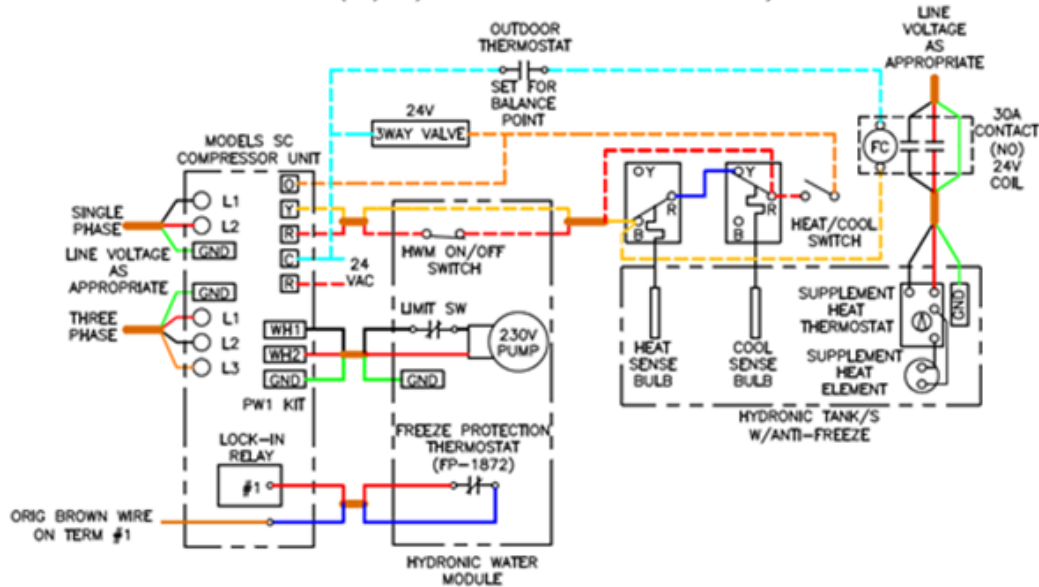 OUTDOOR
THERMOSTAT
SET FOR
BALANCE
POINT
LINE
VOLTAGE
AS
APPROPRIATE
24V
3WAY VALVE
30A
CONTACT
(NO)
24V
COIL
FC
MODELS SC
COMPRESSOR UNIT
L1
L2
GND
SINGLE
PHASE
LINE VOLTAGE
AS
APPROPRIATE
THREE
PHASE
GND
L1
L2
L3
O
Y
R
C
R
24
VAC
HWM ON/OFF
SWITCH
Y
R
B
Y
R
B
HEAT/COOL
SWITCH
WH1
WH2
GND
PW1 KIT
LIMIT SW
230V
PUMP
GND
HEAT
SENSE
BULB
COOL
SENSE
BULB
SUPPLEMENT
HEAT
THERMOSTAT
GND
SUPPLEMENT
HEAT
ELEMENT
HYDRONIC TANK/S
W/ANTI-FREEZE
LOCK-IN
RELAY
#1
FREEZE PROTECTION
THERMOSTAT
(FP-1872)
ORIG BROWN WIRE
ON TERM #1
HYDRONIC WATER
MODULE